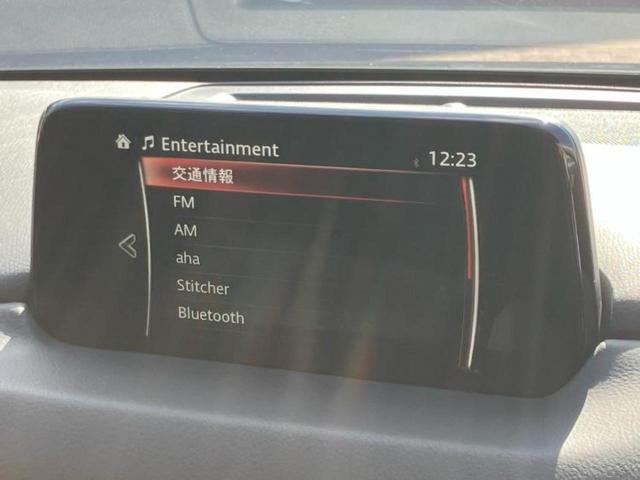 Entertainment
12:23
交通情報
FM
AM
aha
Stitcher
Bluetooth